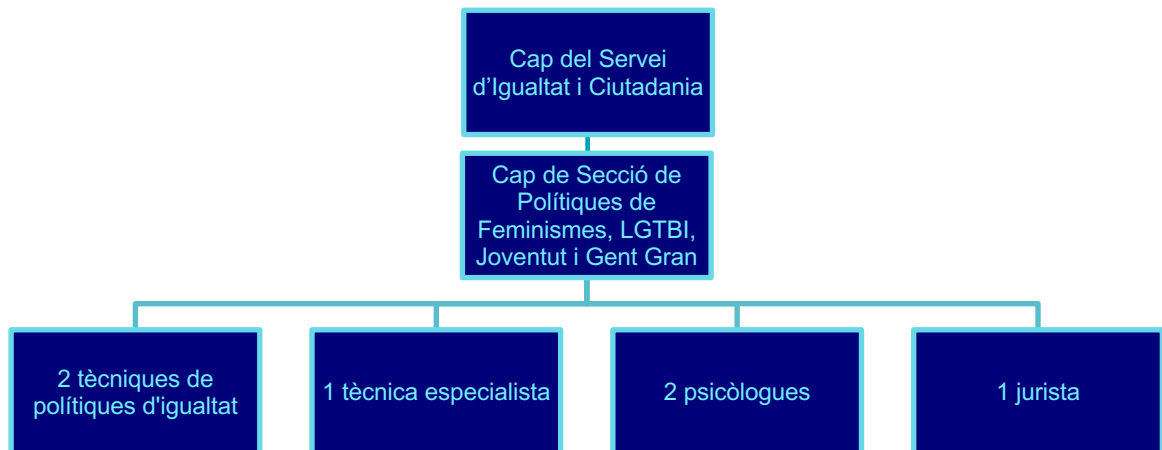 Cap del Servei
d’Igualtat i Ciutadania
Cap de Secció de
Polítiques de
Feminismes, LGTBI,
Joventut i Gent Gran
2 tècniques de
polítiques d'igualtat
1 tècnica especialista
2 psicòlogues
1 jurista